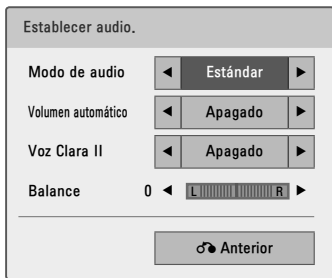 Establecer audio.
Modo de audio ◄ Estándar ►
Volumen automático ◄ Apagado ►
Voz Clara II ◄ Apagado ►
Balance 0 ◄ L R ►
Anterior